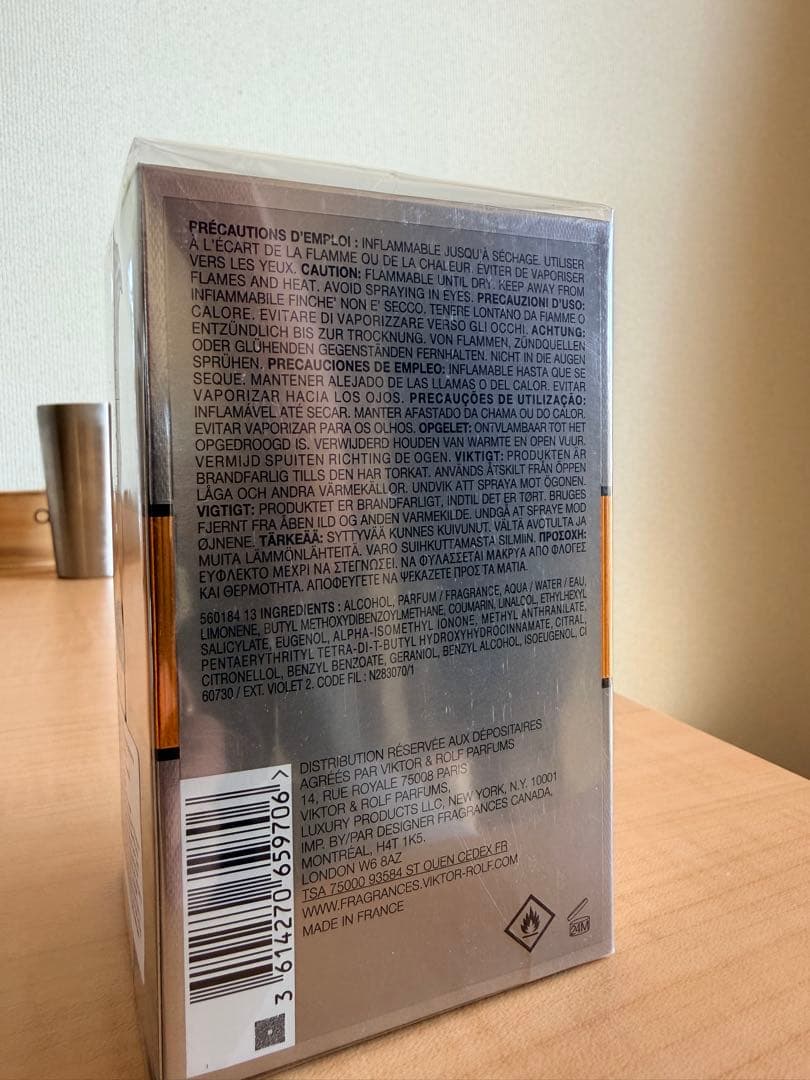 PRÉCAUTIONS D'EMPLOI : INFLAMMABLE JUSQU'À SÉCHAGE. UTILISER
À L'ÉCART DE LA FLAMME OU DE LA CHALEUR. ÉVITER DE VAPORISER
VERS LES YEUX. CAUTION: FLAMMABLE UNTIL DRY. KEEP AWAY FROM
FLAMES AND HEAT. AVOID SPRAYING IN EYES. PRECAUZIONI D'USO:
INFIAMMABILE FINCHE' NON E' SECCO. TENERE LONTANO DA FIAMME O
CALORE. EVITARE DI VAPORIZZARE VERSO GLI OCCHI. ACHTUNG:
ENTZÜNDLICH BIS ZUR TROCKNUNG. VON FLAMMEN, ZÜNDQUELLEN
ODER GLÜHENDEN GEGENSTÄNDEN FERNHALTEN. NICHT IN DIE AUGEN
SPRÜHEN. PRECAUCIONES DE EMPLEO: INFLAMABLE HASTA QUE SE
SEQUE. MANTENER ALEJADO DE LAS LLAMAS O DEL CALOR. EVITAR
VAPORIZAR HACIA LOS OJOS. PRECAUÇÕES DE UTILIZAÇÃO:
INFLAMÁVEL ATÉ SECAR. MANTER AFASTADO DA CHAMA OU DO CALOR.
EVITAR VAPORIZAR PARA OS OLHOS. OPGELET: ONTVLAMBAAR TOT HET
OPGEDROOGD IS. VERWIJDERD HOUDEN VAN WARMTE EN OPEN VUUR.
VERMIJD SPUITEN RICHTING DE OGEN. VIKTIGT: PRODUKTEN ÄR
BRANDFARLIG TILLS DEN HAR TORKAT. ANVÄNDS ÅTSKILT FRÅN ÖPPEN
LÅGA OCH ANDRA VÄRMEKÄLLOR. UNDVIK ATT SPRAYA MOT ÖGONEN.
VIGTIGT: PRODUKTET ER BRANDFARLIGT, INDTIL DET ER TØRT. BRUGES
FJERNT FRA ÅBEN ILD OG ANDEN VARMEKILDE. UNDGÅ AT SPRAYE MOD
ØJNENE. TÄRKEÄÄ: SYTTYVÄÄ KUNNES KUIVUNUT. VÄLTÄ AVOTULTA JA
MUITA LÄMMÖNLÄHTEITÄ. VARO SUIHKUTTAMASTA SILMIIN. ΠΡΟΣΟΧΗ:
ΕΥΦΛΕΚΤΟ ΜΕΧΡΙ ΝΑ ΣΤΕΓΝΩΣΕΙ. ΝΑ ΦΥΛΑΣΣΕΤΑΙ ΜΑΚΡΥΑ ΑΠΟ ΦΛΟΓΕΣ
ΚΑΙ ΘΕΡΜΟΤΗΤΑ. ΑΠΟΦΕΥΓΕΤΕ ΝΑ ΨΕΚΑΖΕΤΕ ΠΡΟΣ ΤΑ ΜΑΤΙΑ.
560184 13 INGREDIENTS : ALCOHOL, PARFUM / FRAGRANCE, AQUA / WATER / EAU,
LIMONENE, BUTYL METHOXYDIBENZOYLMETHANE, COUMARIN, LINALOOL, ETHYLHEXYL
SALICYLATE, EUGENOL, ALPHA-ISOMETHYL IONONE, METHYL ANTHRANILATE,
PENTAERYTHRITYL TETRA-DI-T-BUTYL HYDROXYHYDROCINNAMATE, CITRAL,
CITRONELLOL, BENZYL BENZOATE, GERANIOL, BENZYL ALCOHOL, ISOEUGENOL, CI
60730 / EXT. VIOLET 2. CODE FIL : N283070/1
DISTRIBUTION RÉSERVÉE AUX DÉPOSITAIRES
AGRÉÉS PAR VIKTOR & ROLF PARFUMS
14, RUE ROYALE 75008 PARIS
VIKTOR & ROLF PARFUMS,
LUXURY PRODUCTS LLC, NEW YORK, N.Y. 10001
IMP. BY/PAR DESIGNER FRAGRANCES CANADA,
MONTRÉAL, H4T 1K5.
LONDON W6 8AZ
TSA 75000 93584 ST OUEN CEDEX FR
WWW.FRAGRANCES.VIKTOR-ROLF.COM
MADE IN FRANCE
3 614270 659706 >
24M